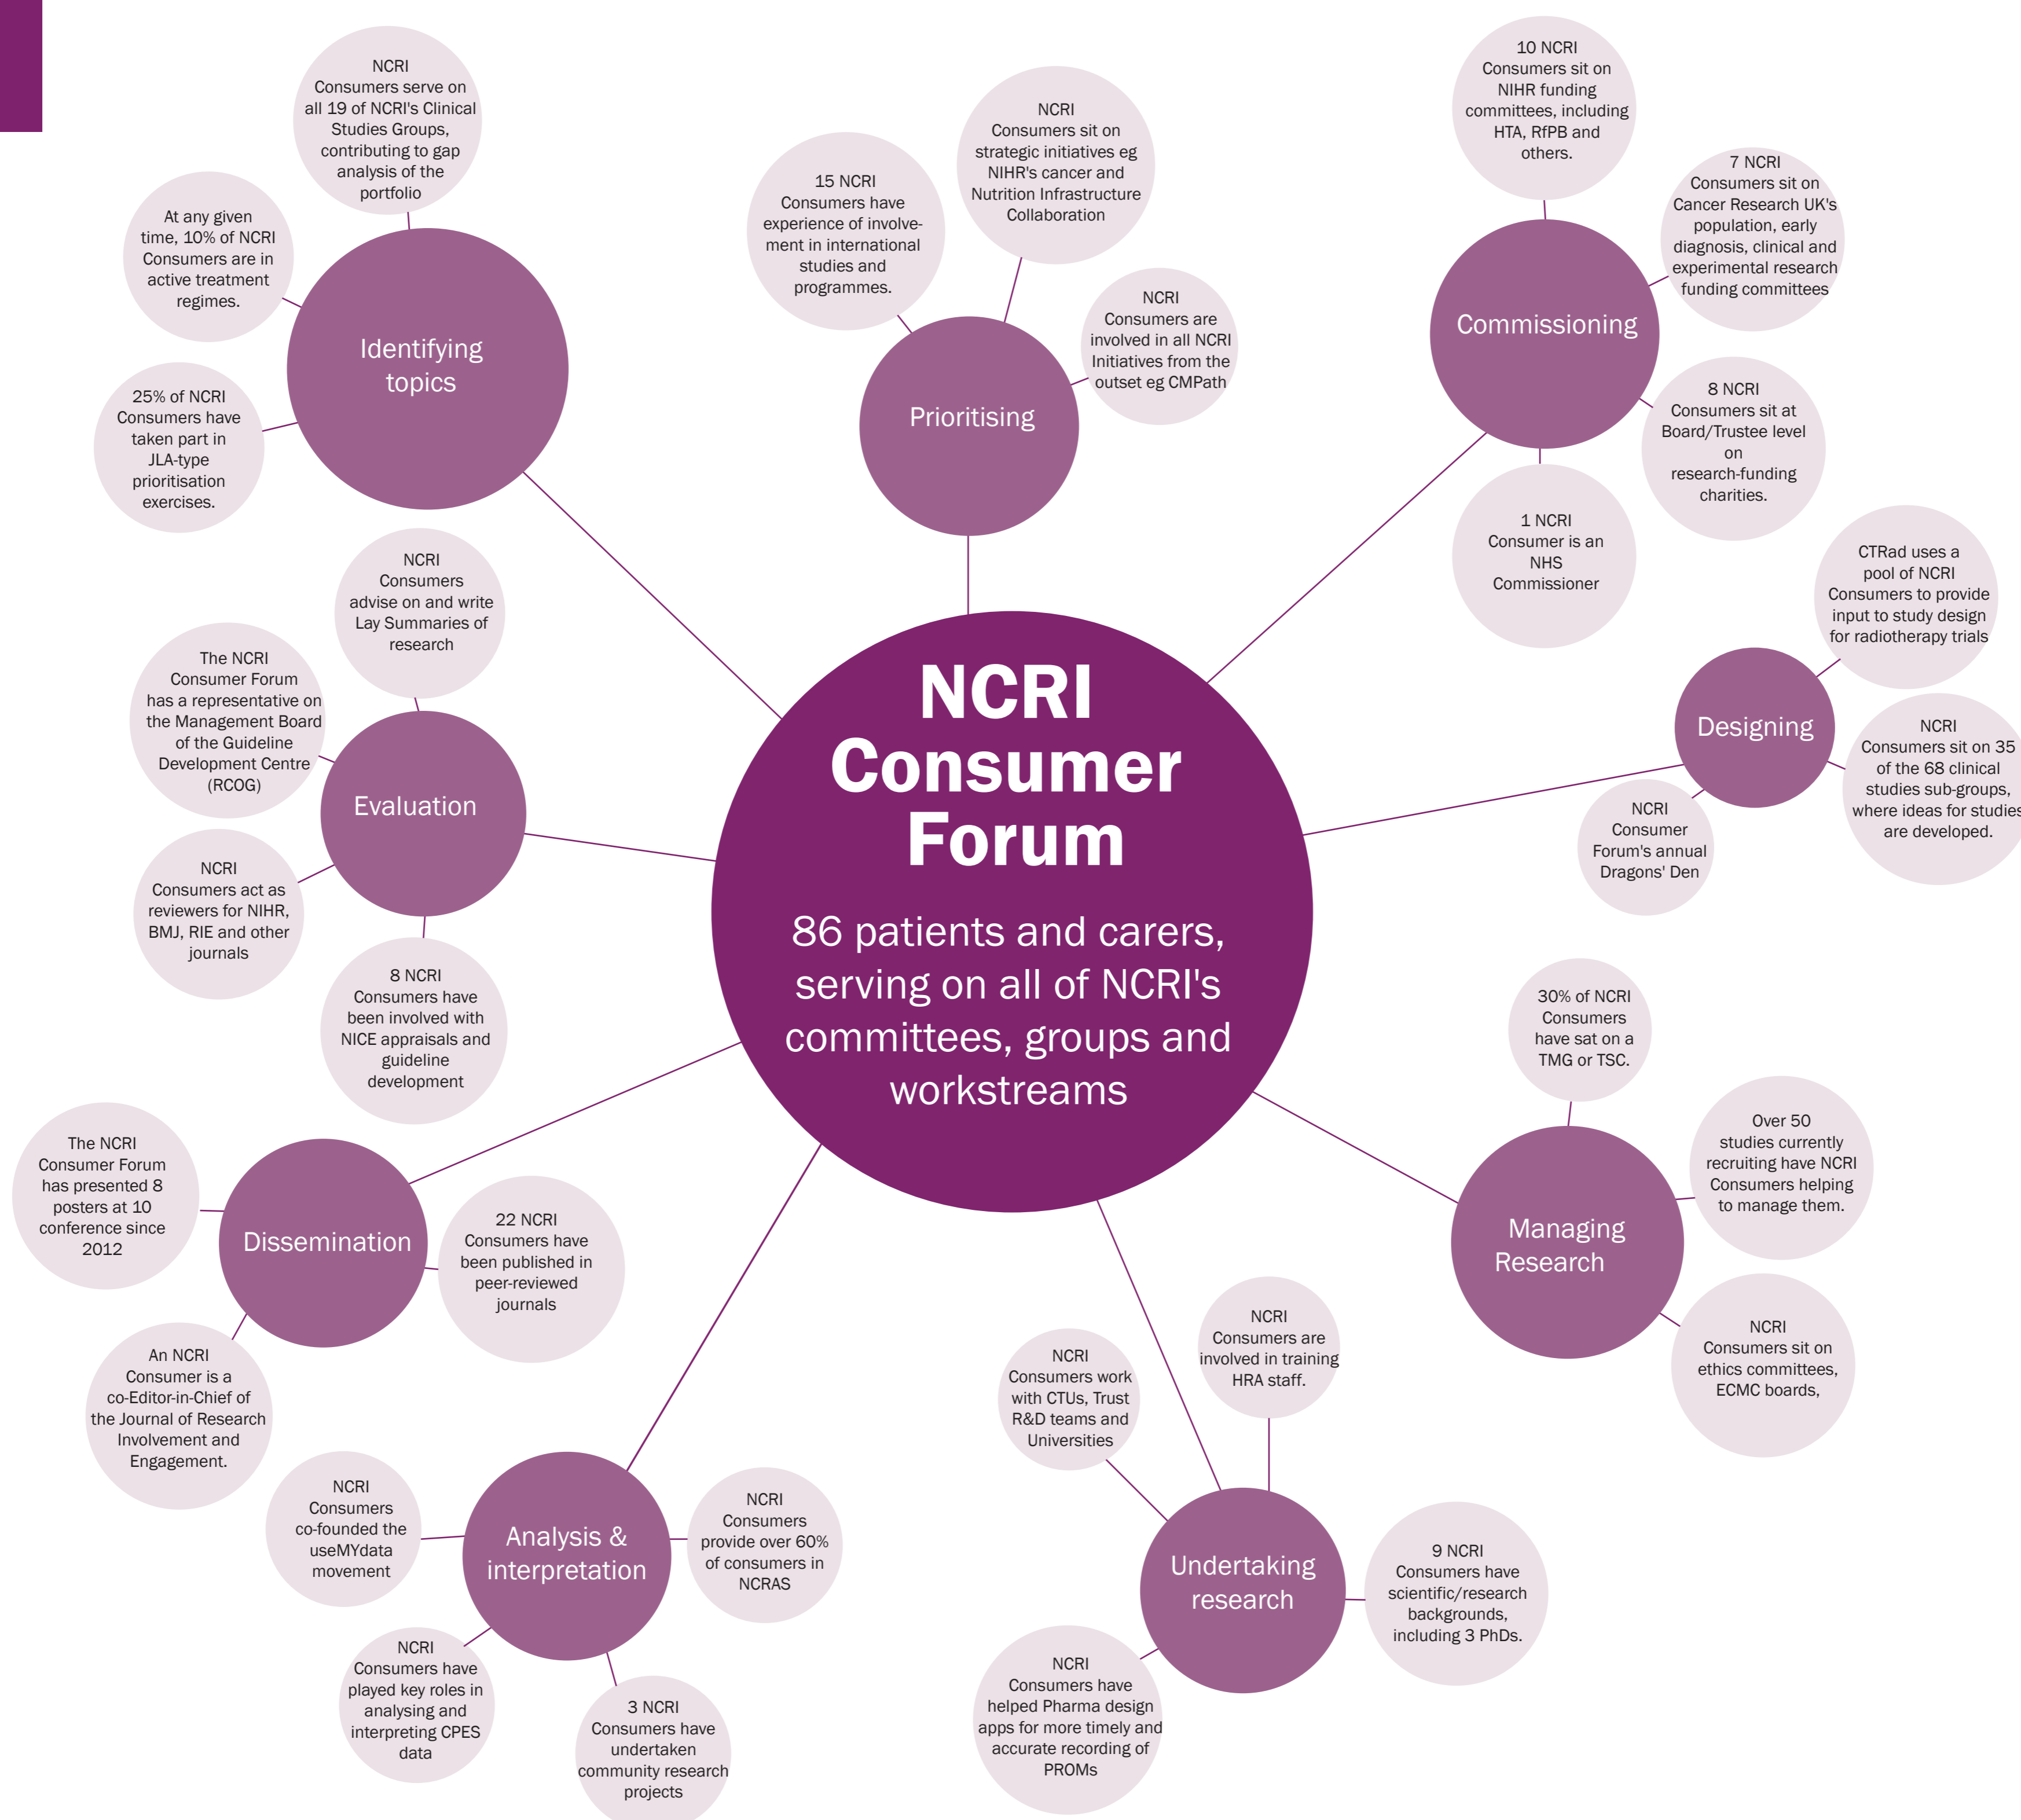 NCRI
Consumers serve on
all 19 of NCRI's Clinical
Studies Groups,
contributing to gap
analysis of the
portfolio
At any given
time, 10% of NCRI
Consumers are in
active treatment
regimes.
25% of NCRI
Consumers have
taken part in
JLA-type
prioritisation
exercises.
Identifying
topics
15 NCRI
Consumers have
experience of involve-
ment in international
studies and
programmes.
NCRI
Consumers sit on
strategic initiatives eg
NIHR's cancer and
Nutrition Infrastructure
Collaboration
NCRI
Consumers are
involved in all NCRI
Initiatives from the
outset eg CMPath
Prioritising
10 NCRI
Consumers sit on
NIHR funding
committees, including
HTA, RfPB and
others.
7 NCRI
Consumers sit on
Cancer Research UK's
population, early
diagnosis, clinical and
experimental research
funding committees
8 NCRI
Consumers sit at
Board/Trustee level
on
research-funding
charities.
1 NCRI
Consumer is an
NHS
Commissioner
Commissioning
CTRad uses a
pool of NCRI
Consumers to provide
input to study design
for radiotherapy trials
NCRI
Consumers sit on 35
of the 68 clinical
studies sub-groups,
where ideas for studies
are developed.
NCRI
Consumer
Forum's annual
Dragons' Den
Designing
NCRI
Consumer
Forum
86 patients and carers,
serving on all of NCRI's
committees, groups and
workstreams
NCRI
Consumers
advise on and write
Lay Summaries of
research
The NCRI
Consumer Forum
has a representative on
the Management Board
of the Guideline
Development Centre
(RCOG)
Evaluation
NCRI
Consumers act as
reviewers for NIHR,
BMJ, RIE and other
journals
8 NCRI
Consumers have
been involved with
NICE appraisals and
guideline
development
30% of NCRI
Consumers
have sat on a
TMG or TSC.
Over 50
studies currently
recruiting have NCRI
Consumers helping
to manage them.
Managing
Research
NCRI
Consumers sit on
ethics committees,
ECMC boards,
The NCRI
Consumer Forum
has presented 8
posters at 10
conference since
2012
Dissemination
22 NCRI
Consumers have
been published in
peer-reviewed
journals
An NCRI
Consumer is a
co-Editor-in-Chief of
the Journal of Research
Involvement and
Engagement.
NCRI
Consumers
co-founded the
useMYdata
movement
Analysis &
interpretation
NCRI
Consumers
provide over 60%
of consumers in
NCRAS
NCRI
Consumers have
played key roles in
analysing and
interpreting CPES
data
3 NCRI
Consumers have
undertaken
community research
projects
NCRI
Consumers work
with CTUs, Trust
R&D teams and
Universities
NCRI
Consumers are
involved in training
HRA staff.
Undertaking
research
9 NCRI
Consumers have
scientific/research
backgrounds,
including 3 PhDs.
NCRI
Consumers have
helped Pharma design
apps for more timely and
accurate recording of
PROMs